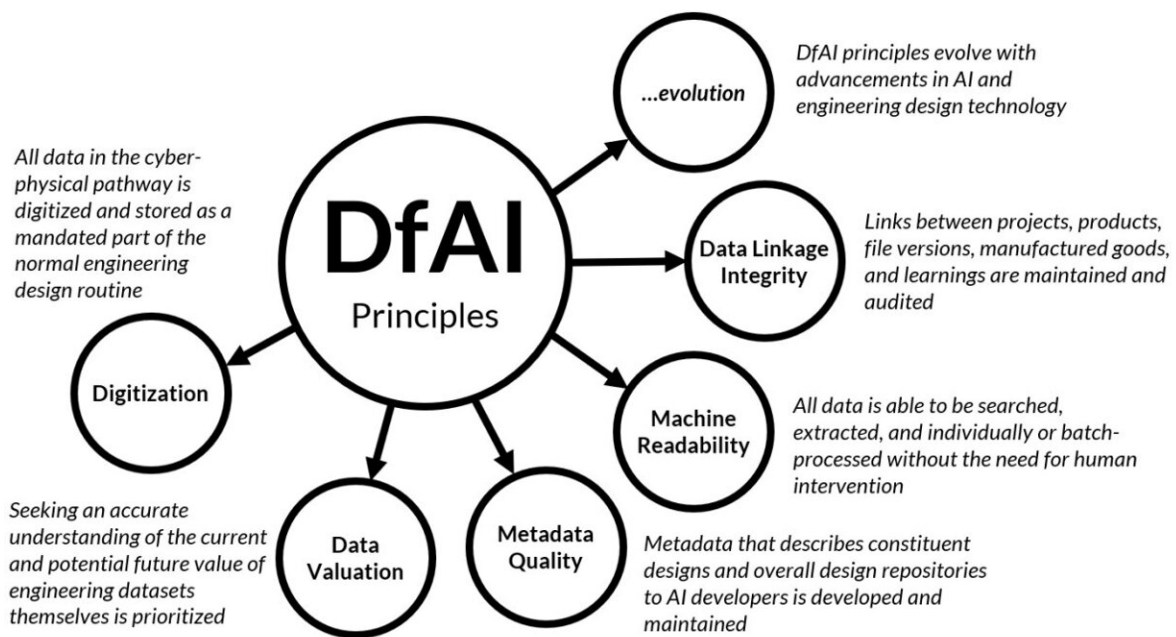 DfAI
Principles
...evolution
DfAI principles evolve with
advancements in AI and
engineering design technology
Data Linkage
Integrity
Links between projects, products,
file versions, manufactured goods,
and learnings are maintained and
audited
Machine
Readability
All data is able to be searched,
extracted, and individually or batch-
processed without the need for human
intervention
Metadata
Quality
Metadata that describes constituent
designs and overall design repositories
to AI developers is developed and
maintained
Data
Valuation
Seeking an accurate
understanding of the current
and potential future value of
engineering datasets
themselves is prioritized
Digitization
All data in the cyber-
physical pathway is
digitized and stored as a
mandated part of the
normal engineering
design routine